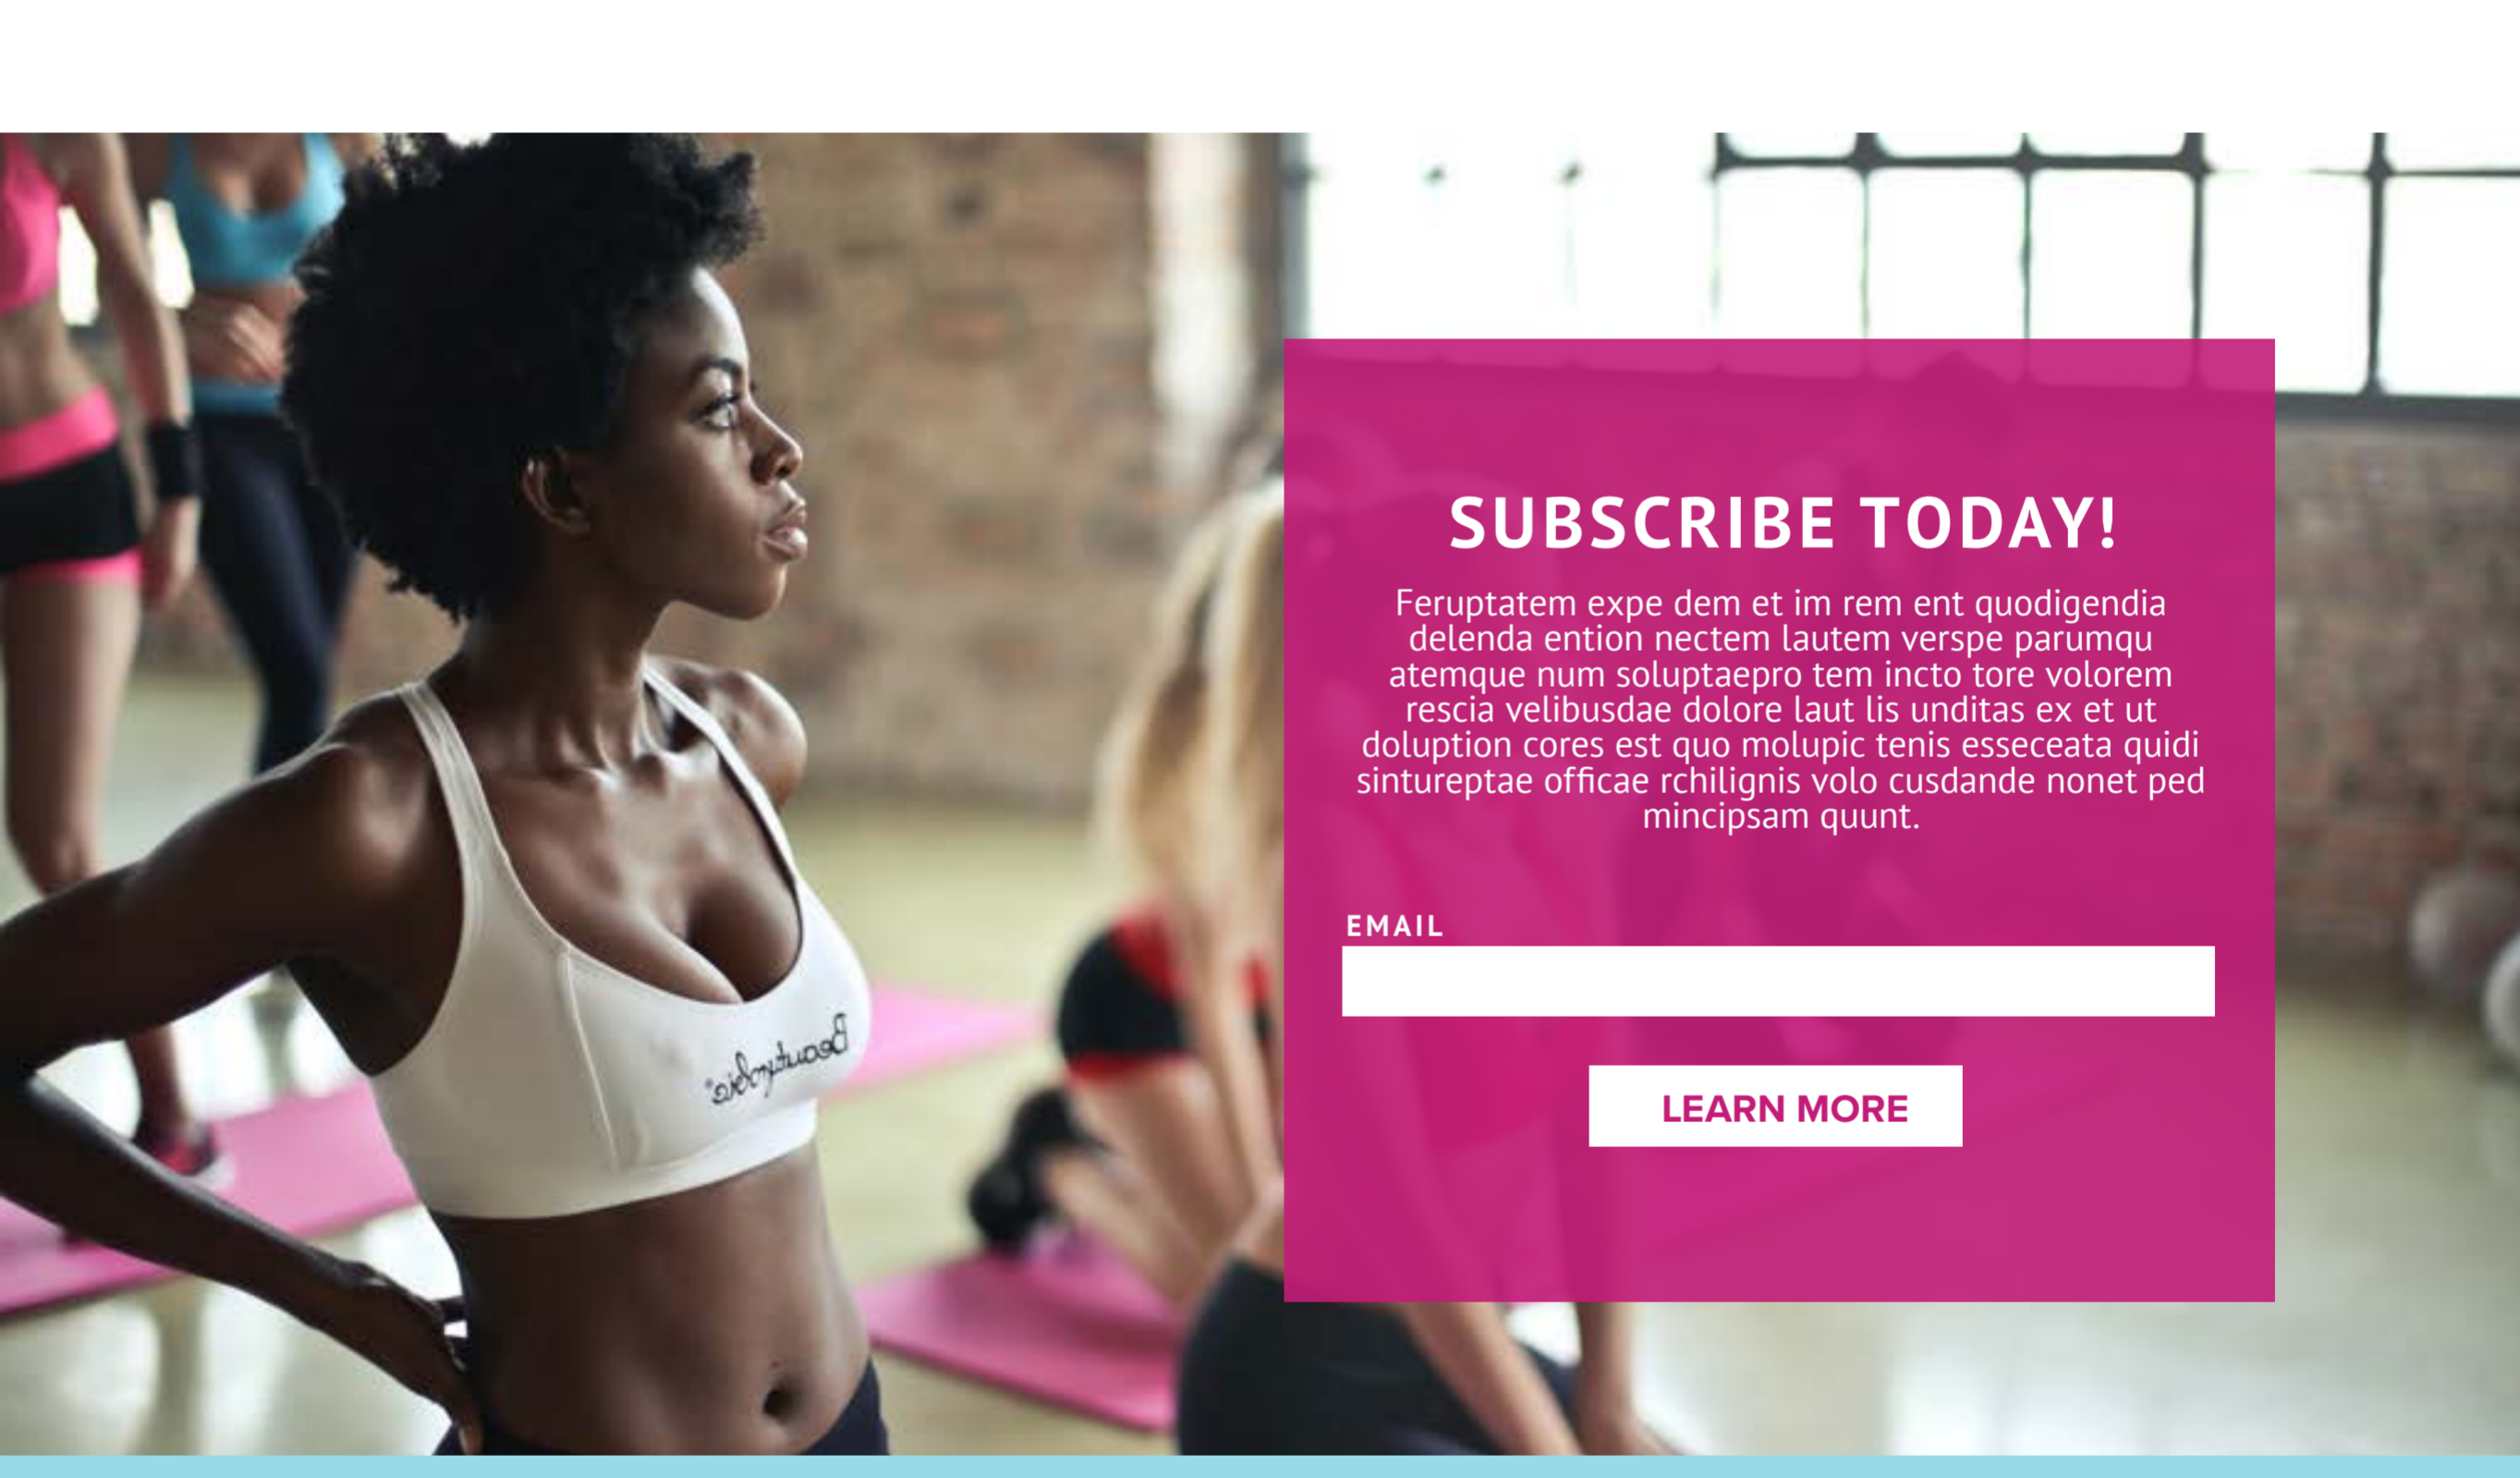 SUBSCRIBE TODAY!
Feruptatem expe dem et im rem ent quodigendia
delenda ention nectem lautem verspe parumqu
atemque num soluptaepro tem incto tore volorem
rescia velibusdae dolore laut lis unditas ex et ut
doluption cores est quo molupic tenis esseceata quidi
sintureptae officae rchilignis volo cusdande nonet ped
mincipsam quunt.
EMAIL
LEARN MORE